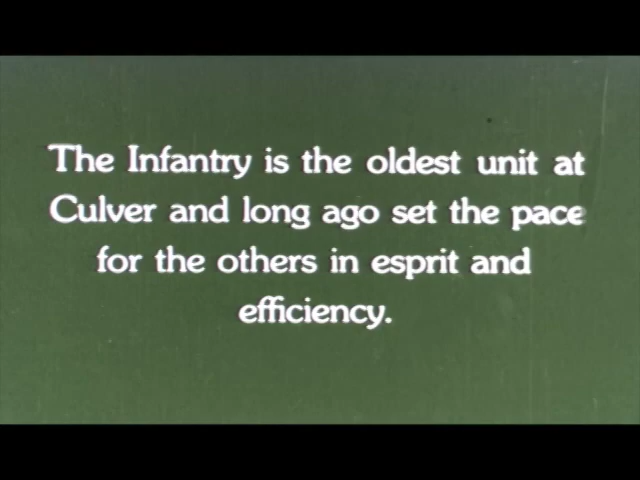 The Infantry is the oldest unit at
Culver and long ago set the pace
for the others in esprit and
efficiency.